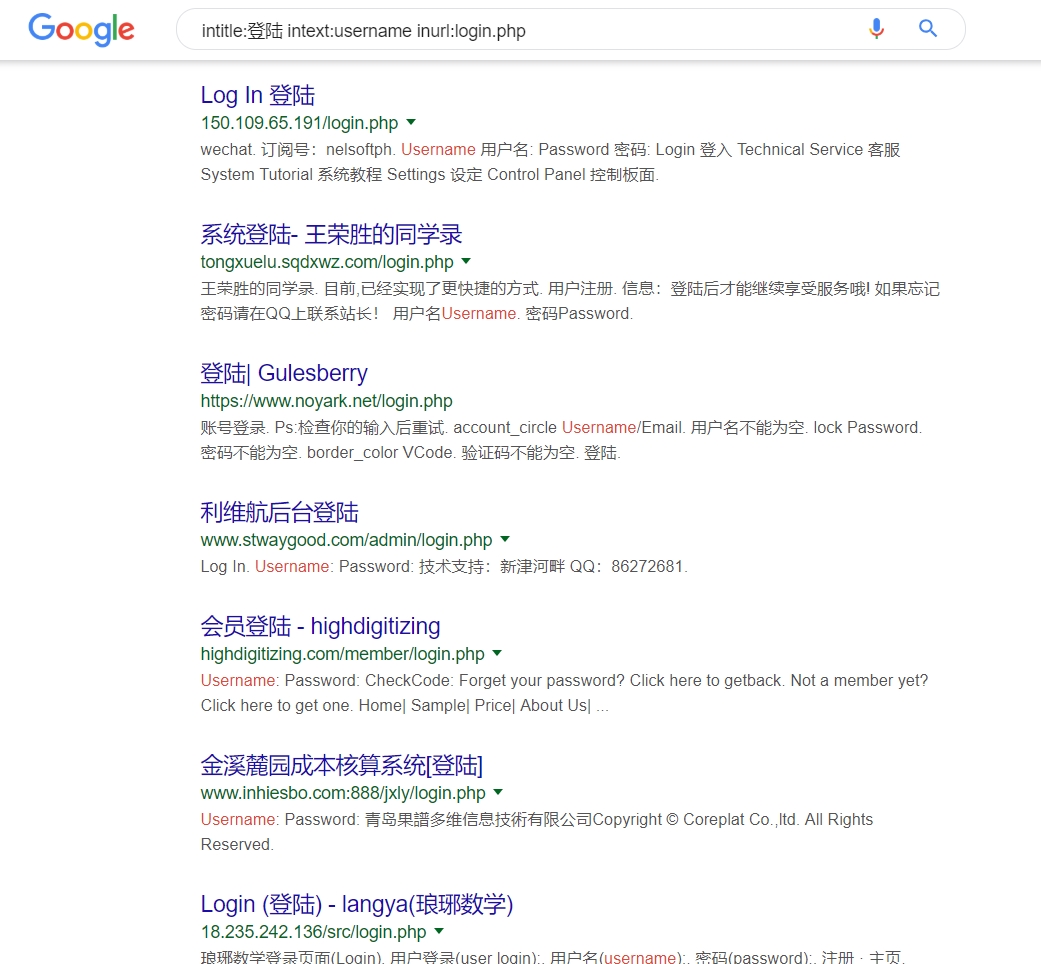 Google
intitle:登陆 intext:username inurl:login.php
Log In 登陆
150.109.65.191/login.php
wechat. 订阅号：nelsoftph. Username 用户名: Password 密码: Login 登入 Technical Service 客服
System Tutorial 系统教程 Settings 设定 Control Panel 控制板面.
系统登陆- 王荣胜的同学录
tongxuelu.sqdxwz.com/login.php
王荣胜的同学录. 目前,已经实现了更快捷的方式. 用户注册. 信息：登陆后才能继续享受服务哦! 如果忘记
密码请在QQ上联系站长！ 用户名Username. 密码Password.
登陆| Gulesberry
https://www.noyark.net/login.php
账号登录. Ps:检查你的输入后重试. account_circle Username/Email. 用户名不能为空. lock Password.
密码不能为空. border_color VCode. 验证码不能为空. 登陆.
利维航后台登陆
www.stwaygood.com/admin/login.php
Log In. Username: Password: 技术支持：新津河畔 QQ：86272681.
会员登陆 - highdigitizing
highdigitizing.com/member/login.php
Username: Password: CheckCode: Forget your password? Click here to getback. Not a member yet?
Click here to get one. Home| Sample| Price| About Us| ...
金溪麓园成本核算系统[登陆]
www.inhiesbo.com:888/jxly/login.php
Username: Password: 青岛果譜多维信息技術有限公司Copyright © Coreplat Co.,ltd. All Rights
Reserved.
Login (登陆) - langya(琅琊数学)
18.235.242.136/src/login.php
琅琊数学登录页面(Login). 用户登录(user login):. 用户名(username):. 密码(password):. 注册 · 主页.